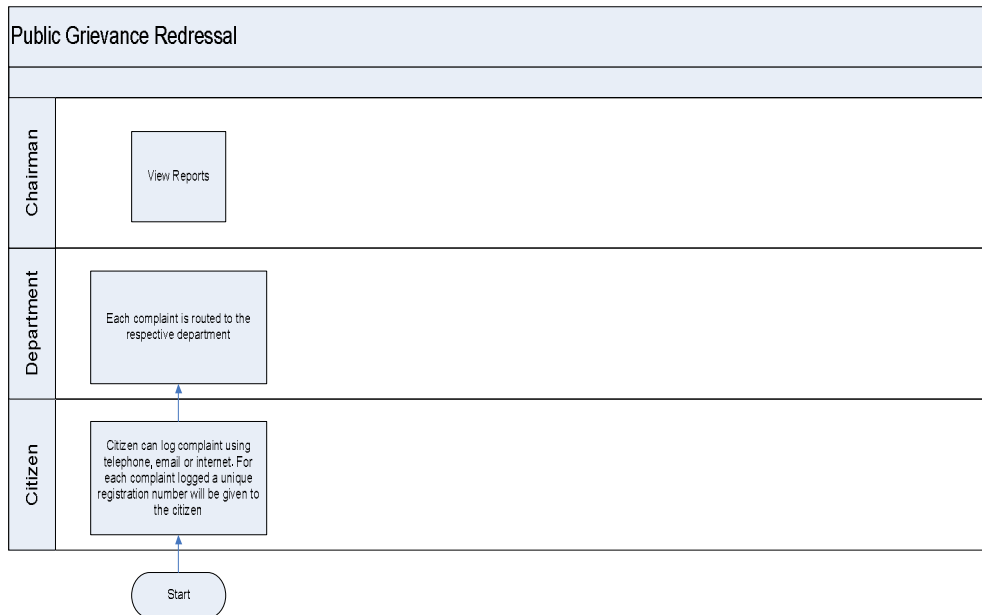 Public Grievance Redressal
Chairman
View Reports
Department
Each complaint is routed to the
respective department
Citizen
Citizen can log complaint using
telephone, email or internet. For
each complaint logged a unique
registration number will be given to
the citizen
Start